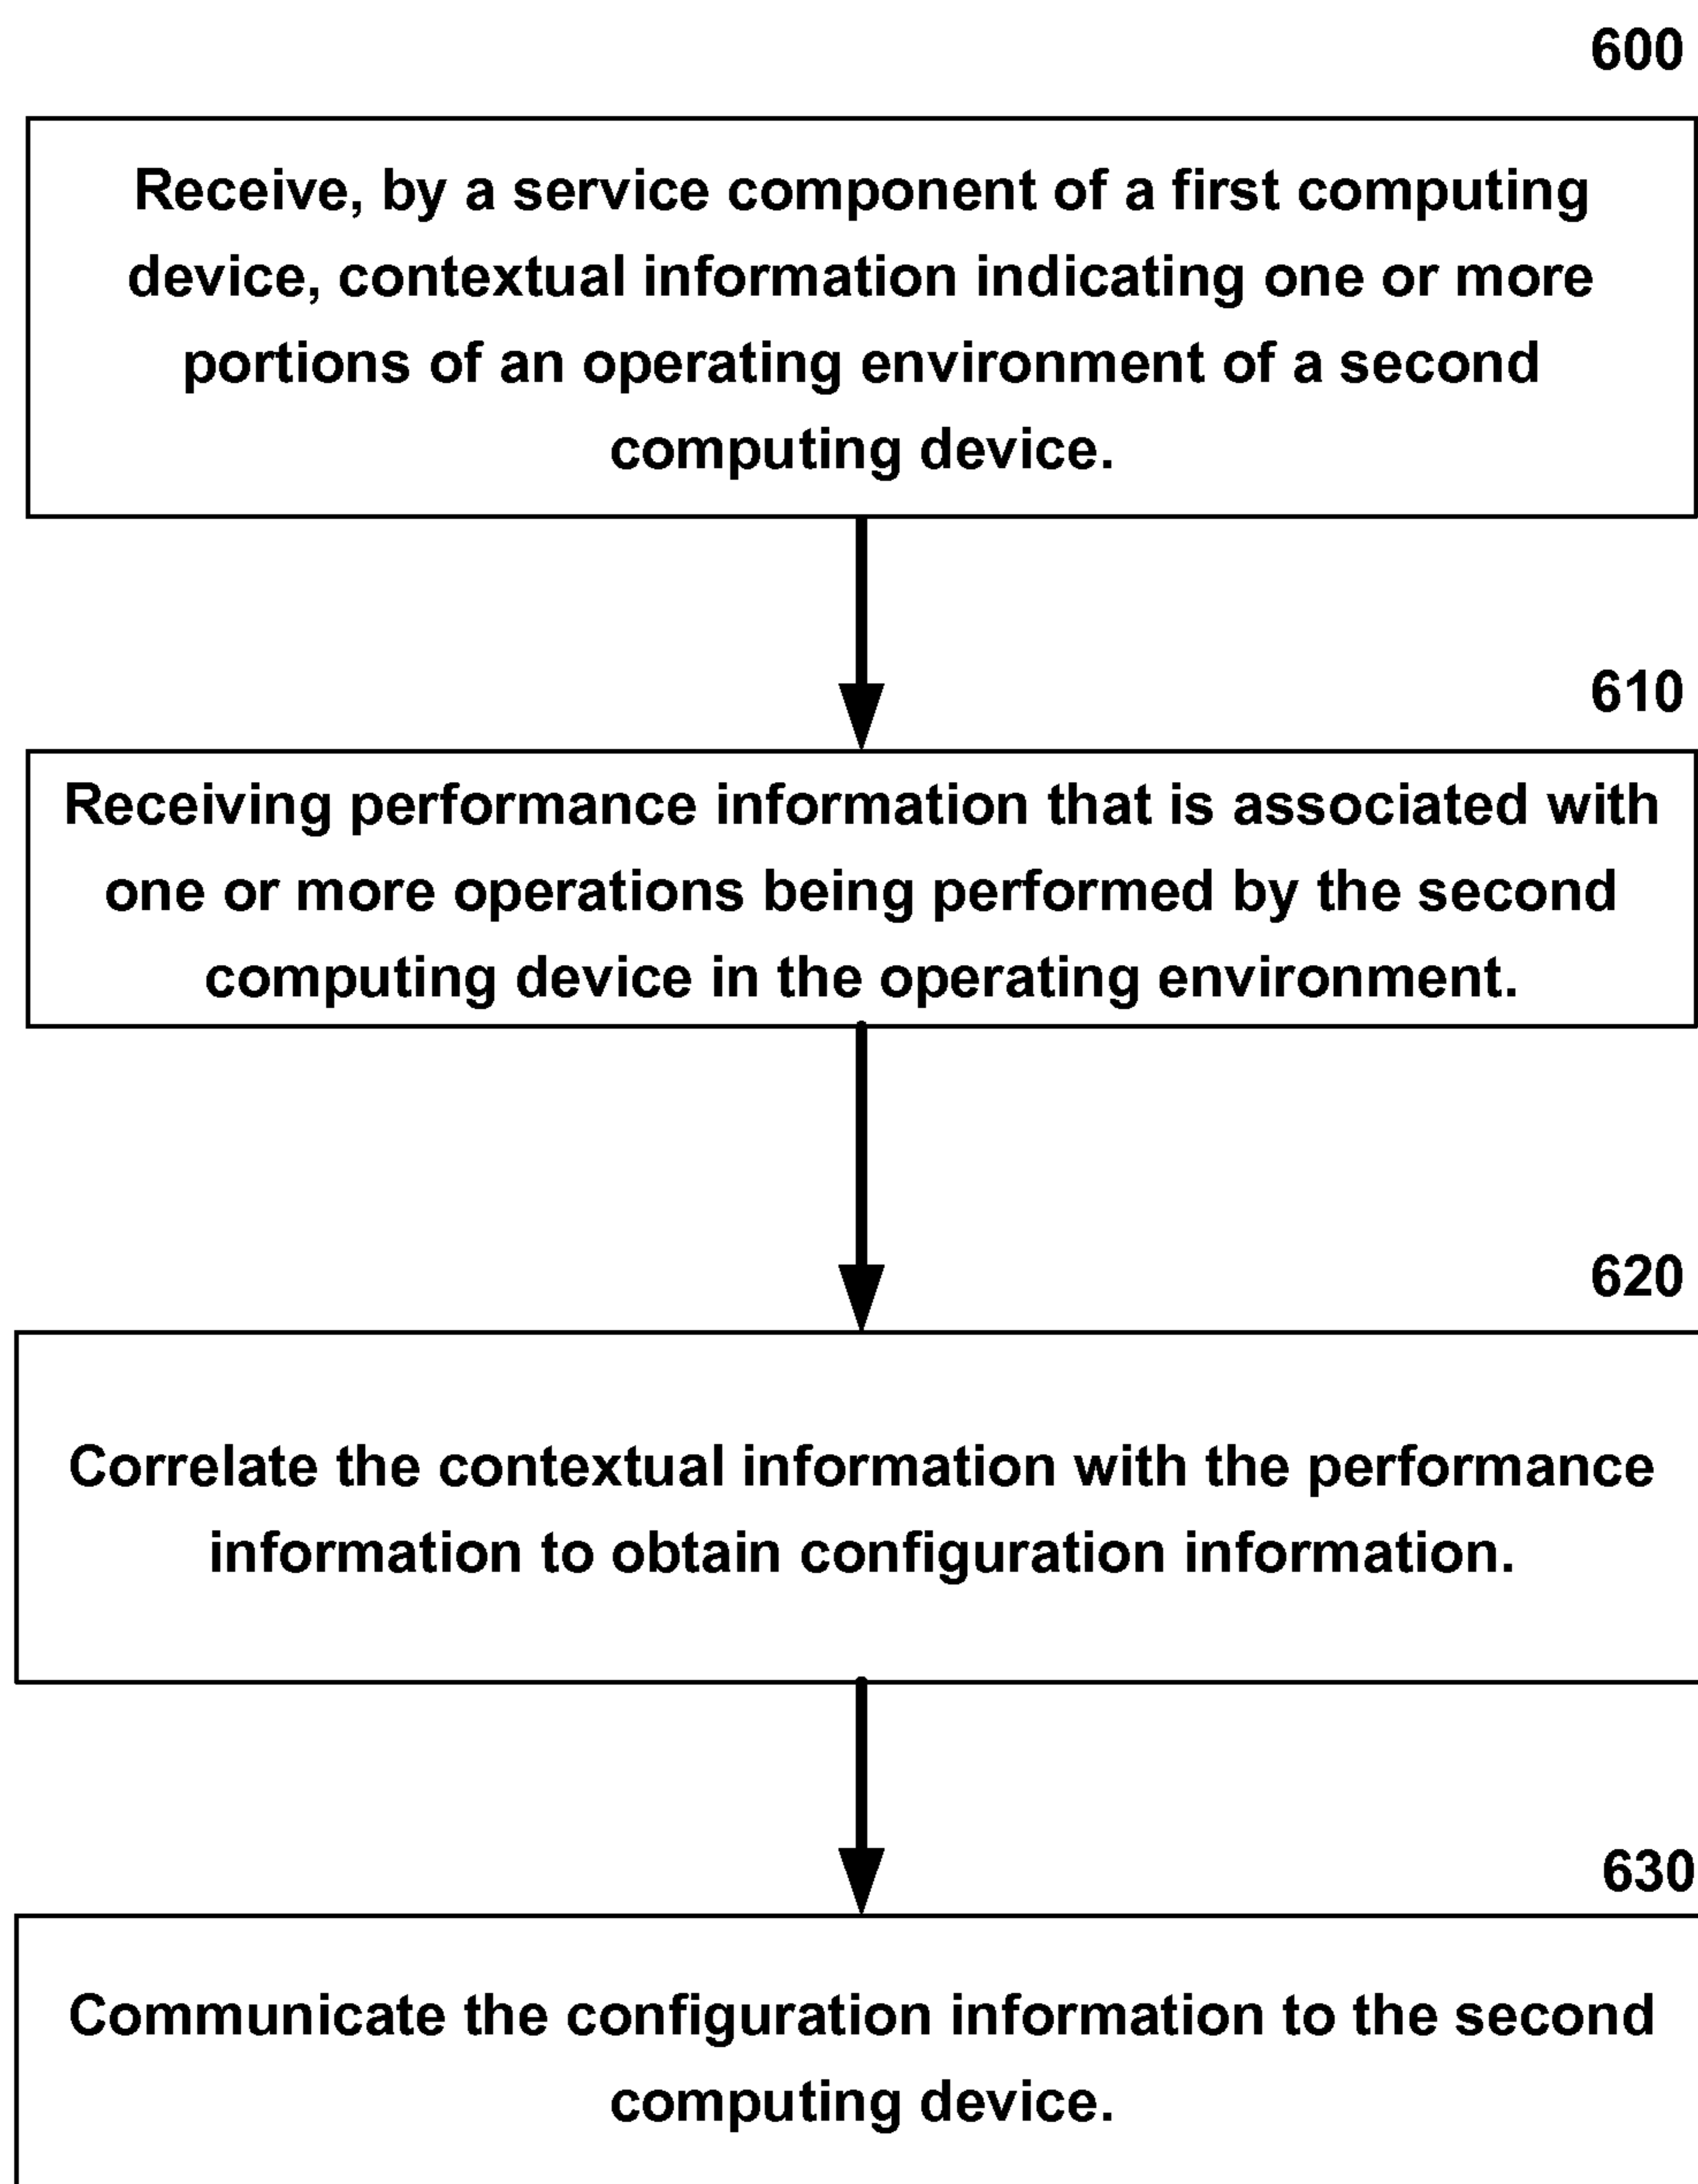 600
Receive, by a service component of a first computing
device, contextual information indicating one or more
portions of an operating environment of a second
computing device.
610
Receiving performance information that is associated with
one or more operations being performed by the second
computing device in the operating environment.
620
Correlate the contextual information with the performance
information to obtain configuration information.
630
Communicate the configuration information to the second
computing device.